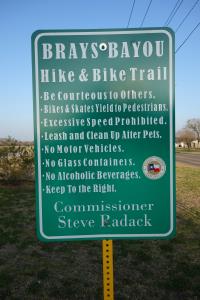 BRAYS BAYOU
Hike & Bike Trail
·Be Courteous to Others.
·Bikes & Skates Yield to Pedestrians.
·Excessive Speed Prohibited.
·Leash and Clean Up After Pets.
·No Motor Vehicles.
·No Glass Containers.
·No Alcoholic Beverages.
·Keep To the Right.
Commissioner
Steve Radack